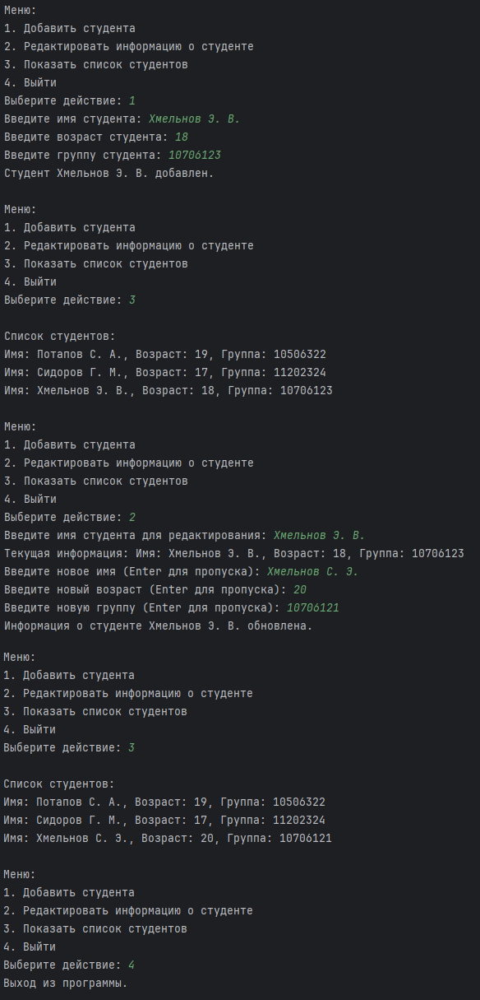 Меню:
1. Добавить студента
2. Редактировать информацию о студенте
3. Показать список студентов
4. Выйти
Выберите действие: 1
Введите имя студента: Хмельнов Э. В.
Введите возраст студента: 18
Введите группу студента: 10706123
Студент Хмельнов Э. В. добавлен.
Меню:
1. Добавить студента
2. Редактировать информацию о студенте
3. Показать список студентов
4. Выйти
Выберите действие: 3
Список студентов:
Имя: Потапов С. А., Возраст: 19, Группа: 10506322
Имя: Сидоров Г. М., Возраст: 17, Группа: 11202324
Имя: Хмельнов Э. В., Возраст: 18, Группа: 10706123
Меню:
1. Добавить студента
2. Редактировать информацию о студенте
3. Показать список студентов
4. Выйти
Выберите действие: 2
Введите имя студента для редактирования: Хмельнов Э. В.
Текущая информация: Имя: Хмельнов Э. В., Возраст: 18, Группа: 10706123
Введите новое имя (Enter для пропуска): Хмельнов С. Э.
Введите новый возраст (Enter для пропуска): 20
Введите новую группу (Enter для пропуска): 10706121
Информация о студенте Хмельнов Э. В. обновлена.
Меню:
1. Добавить студента
2. Редактировать информацию о студенте
3. Показать список студентов
4. Выйти
Выберите действие: 3
Список студентов:
Имя: Потапов С. А., Возраст: 19, Группа: 10506322
Имя: Сидоров Г. М., Возраст: 17, Группа: 11202324
Имя: Хмельнов С. Э., Возраст: 20, Группа: 10706121
Меню:
1. Добавить студента
2. Редактировать информацию о студенте
3. Показать список студентов
4. Выйти
Выберите действие: 4
Выход из программы.